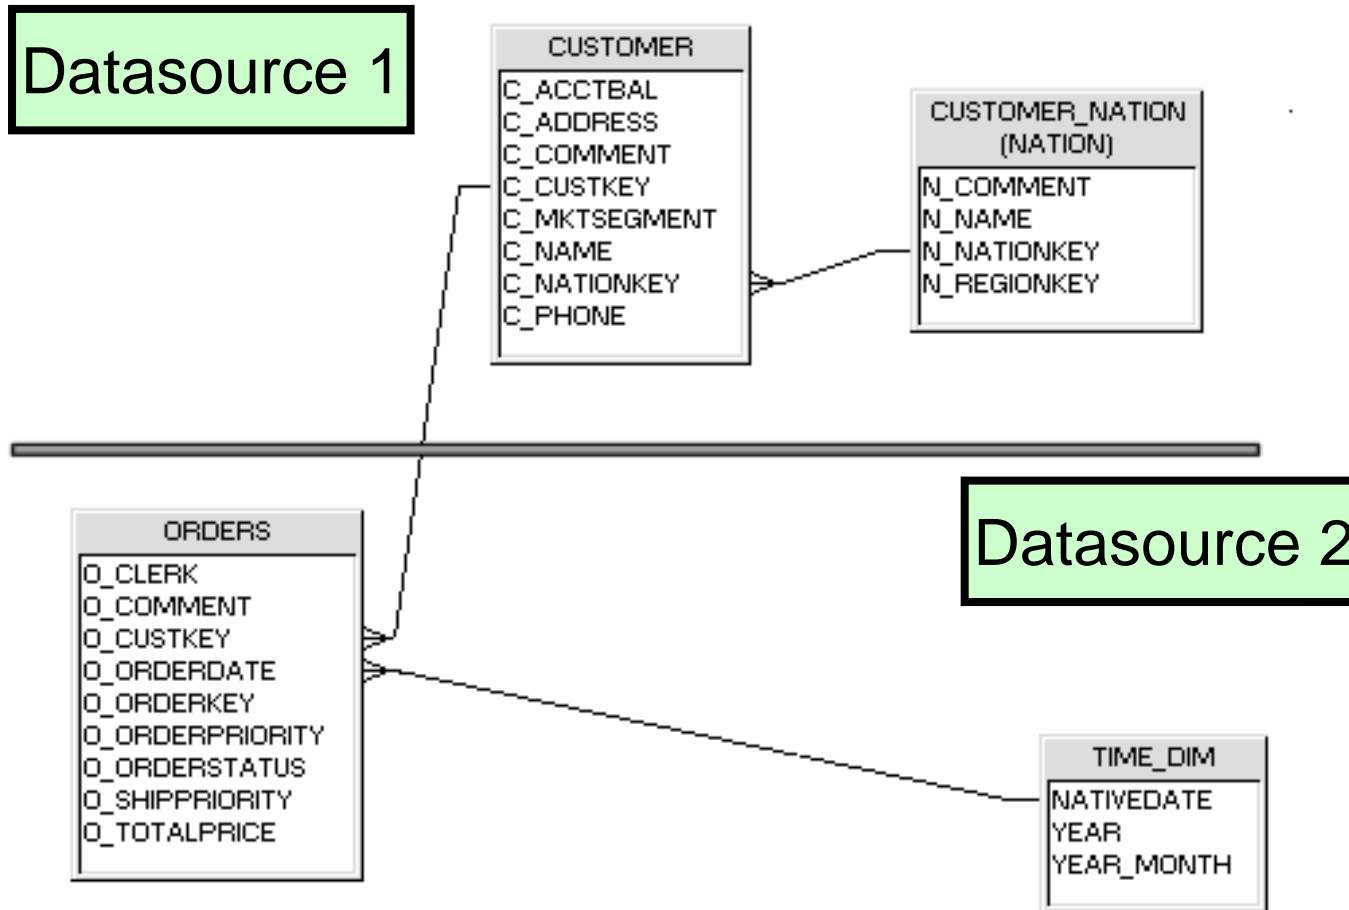 Datasource 1
CUSTOMER
C_ACCTBAL
C_ADDRESS
C_COMMENT
C_CUSTKEY
C_MKTSEGMENT
C_NAME
C_NATIONKEY
C_PHONE
CUSTOMER_NATION
(NATION)
N_COMMENT
N_NAME
N_NATIONKEY
N_REGIONKEY
Datasource 2
ORDERS
O_CLERK
O_COMMENT
O_CUSTKEY
O_ORDERDATE
O_ORDERKEY
O_ORDERPRIORITY
O_ORDERSTATUS
O_SHIPPRIORITY
O_TOTALPRICE
TIME_DIM
NATIVEDATE
YEAR
YEAR_MONTH